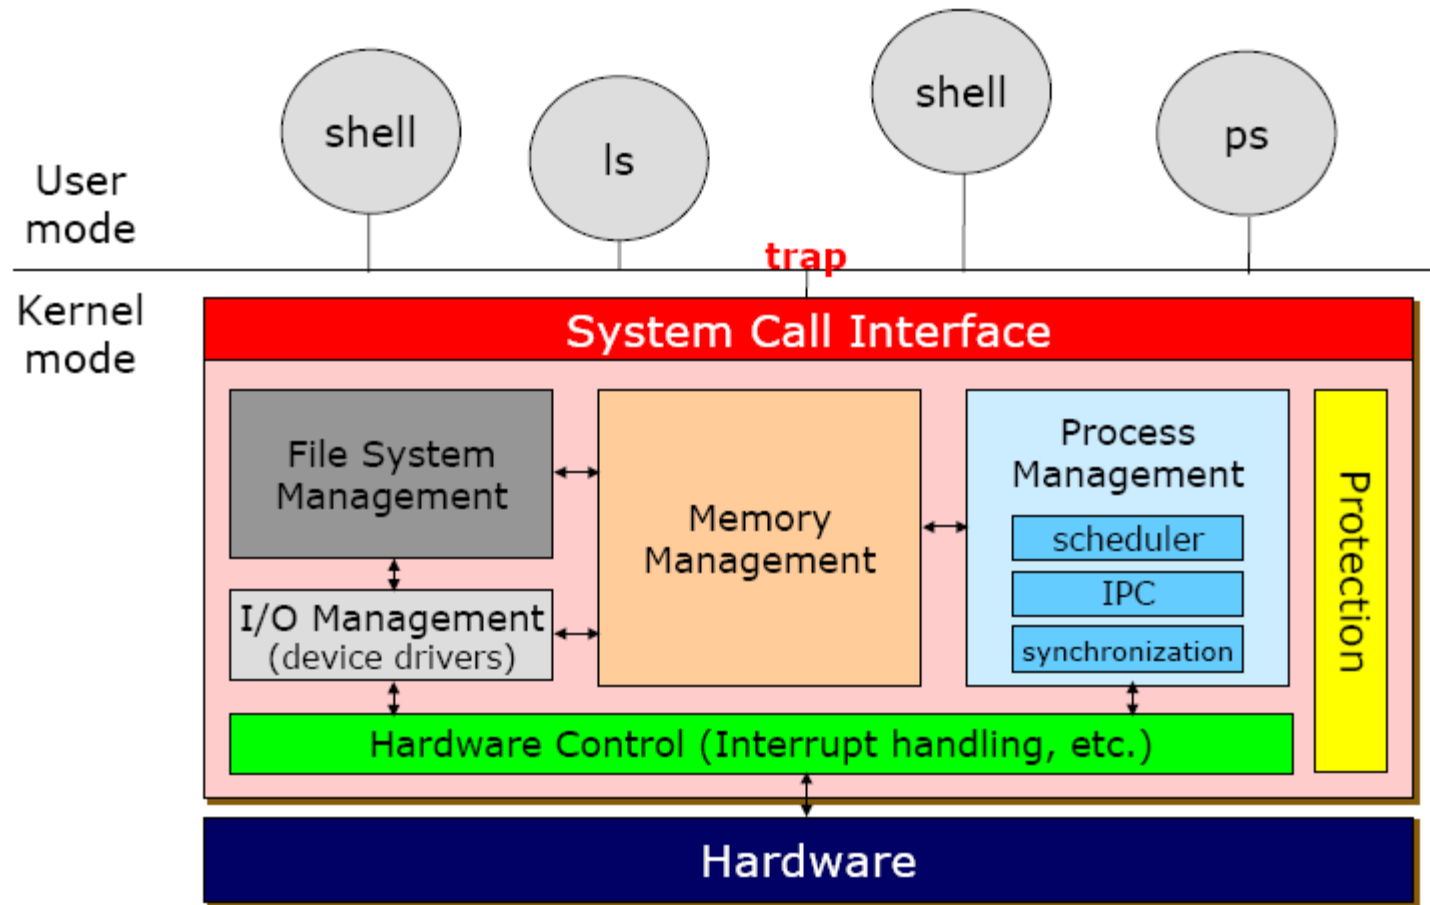 shell
ls
shell
ps
User
mode
trap
Kernel
mode
System Call Interface
File System
Management
Memory
Management
Process
Management
scheduler
IPC
synchronization
Protection
I/O Management
(device drivers)
Hardware Control (Interrupt handling, etc.)
Hardware